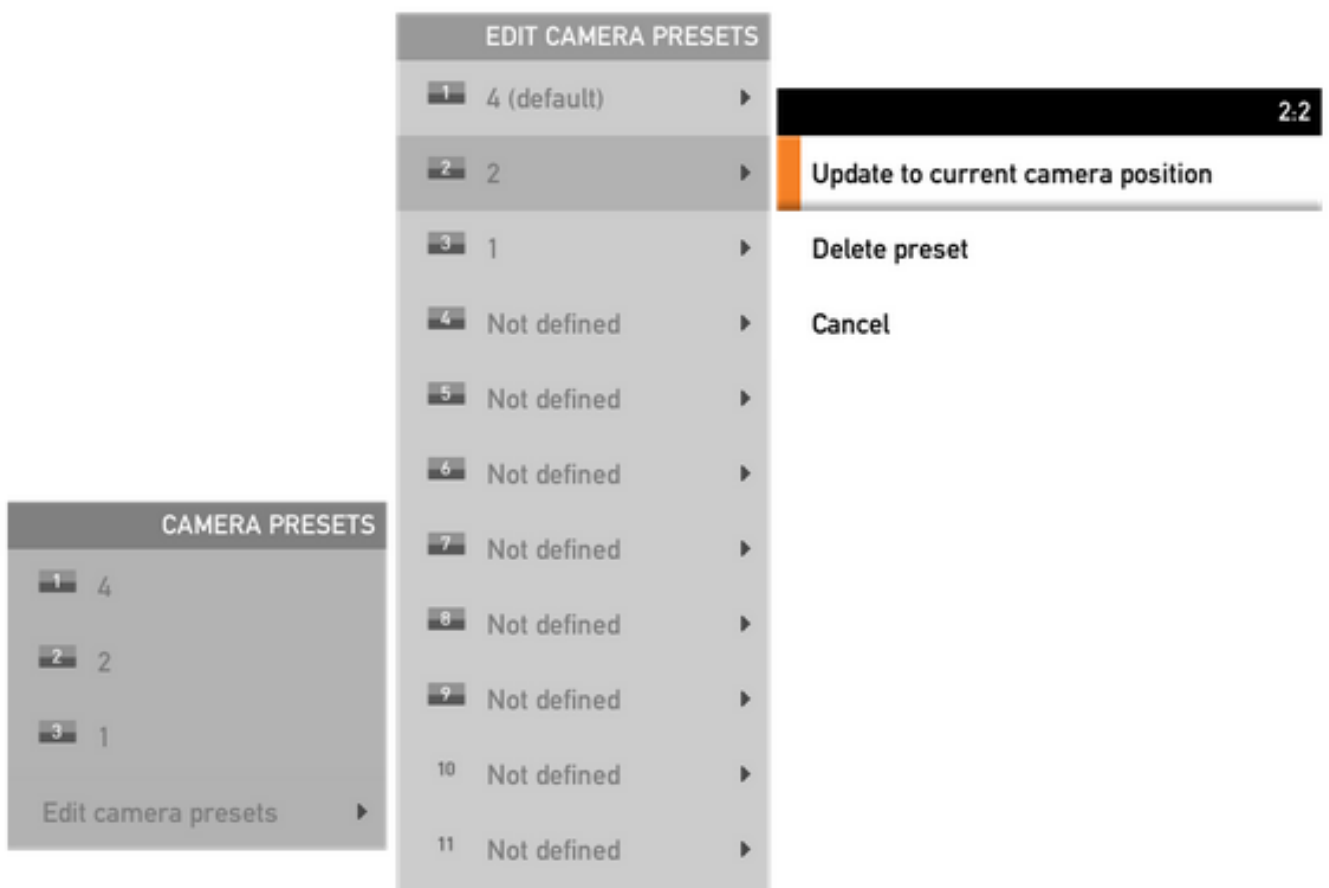 CAMERA PRESETS
1 4
2 2
3 1
Edit camera presets
EDIT CAMERA PRESETS
1 4 (default)
2 2
3 1
4 Not defined
5 Not defined
6 Not defined
7 Not defined
8 Not defined
9 Not defined
10 Not defined
11 Not defined
2:2
Update to current camera position
Delete preset
Cancel